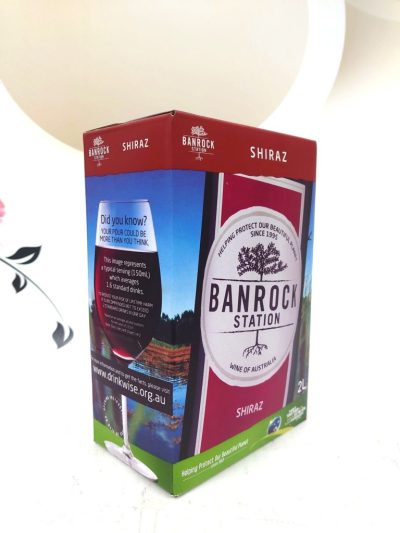 BANROCK
STATION
SHIRAZ
Did you know?
YOUR POUR COULD BE
MORE THAN YOU THINK
This image represents
a typical serving (150mL)
which averages
1.6 standard drinks.
www.drinkwise.org.au
BANROCK
STATION
SHIRAZ
HELPING PROTECT OUR BEAUTIFUL PLANET
SINCE 1995
BANROCK
STATION
WINE OF AUSTRALIA
SHIRAZ
2L
Helping Protect Our Beautiful Planet